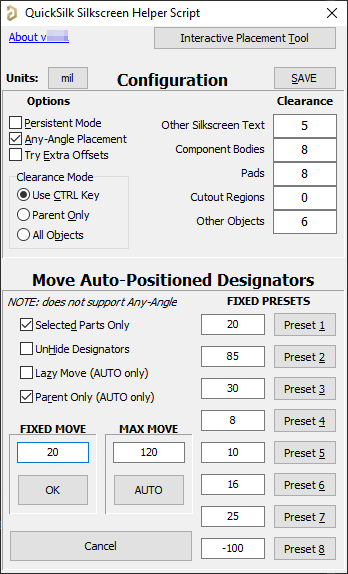 QuickSilk Silkscreen Helper Script
About v
Interactive Placement Tool
Units:
mil
Configuration
SAVE
Options
Clearance
Persistent Mode
Any-Angle Placement
Try Extra Offsets
Other Silkscreen Text 5
Component Bodies 8
Pads 8
Cutout Regions 0
Other Objects 6
Clearance Mode
Use CTRL Key
Parent Only
All Objects
Move Auto-Positioned Designators
NOTE: does not support Any-Angle
FIXED PRESETS
Selected Parts Only
UnHide Designators
Lazy Move (AUTO only)
Parent Only (AUTO only)
20 Preset 1
85 Preset 2
30 Preset 3
8 Preset 4
10 Preset 5
16 Preset 6
25 Preset 7
-100 Preset 8
FIXED MOVE
20
OK
MAX MOVE
120
AUTO
Cancel